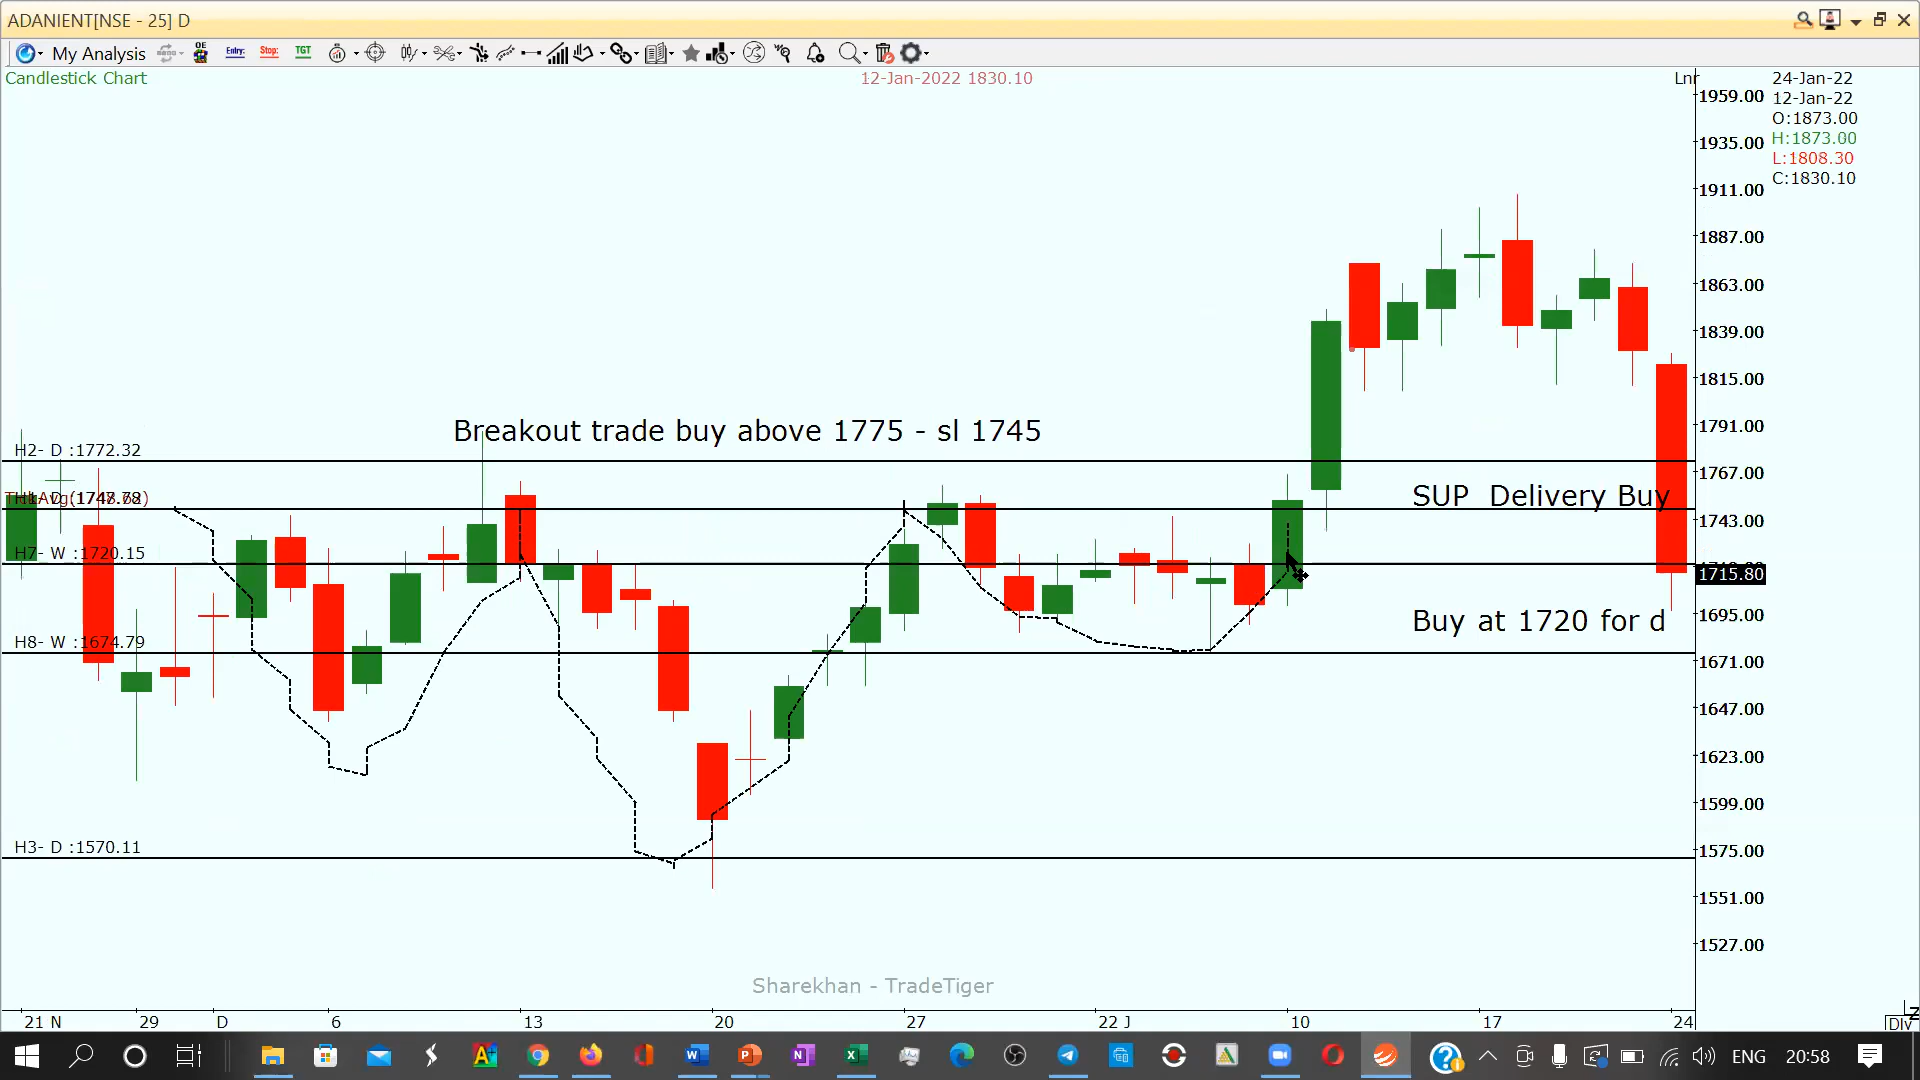 ADANIENT[NSE - 25] D
My Analysis
OE
Entry:
Stop:
TGT
Candlestick Chart
12-Jan-2022 1830.10
Lnr
24-Jan-22
12-Jan-22
O:1873.00
H:1873.00
L:1808.30
C:1830.10
1959.00
1935.00
1911.00
1887.00
1863.00
1839.00
1815.00
1791.00
1767.00
1743.00
1715.80
1695.00
1671.00
1647.00
1623.00
1599.00
1575.00
1551.00
1527.00
Breakout trade buy above 1775 - sl 1745
H2- D :1772.32
SUP Delivery Buy
H7- W :1720.15
Buy at 1720 for d
H8- W :1674.79
H3- D :1570.11
Sharekhan - TradeTiger
21 N 29 D 6 13 20 27 22 J 10 17 24
DIV
ENG 20:58